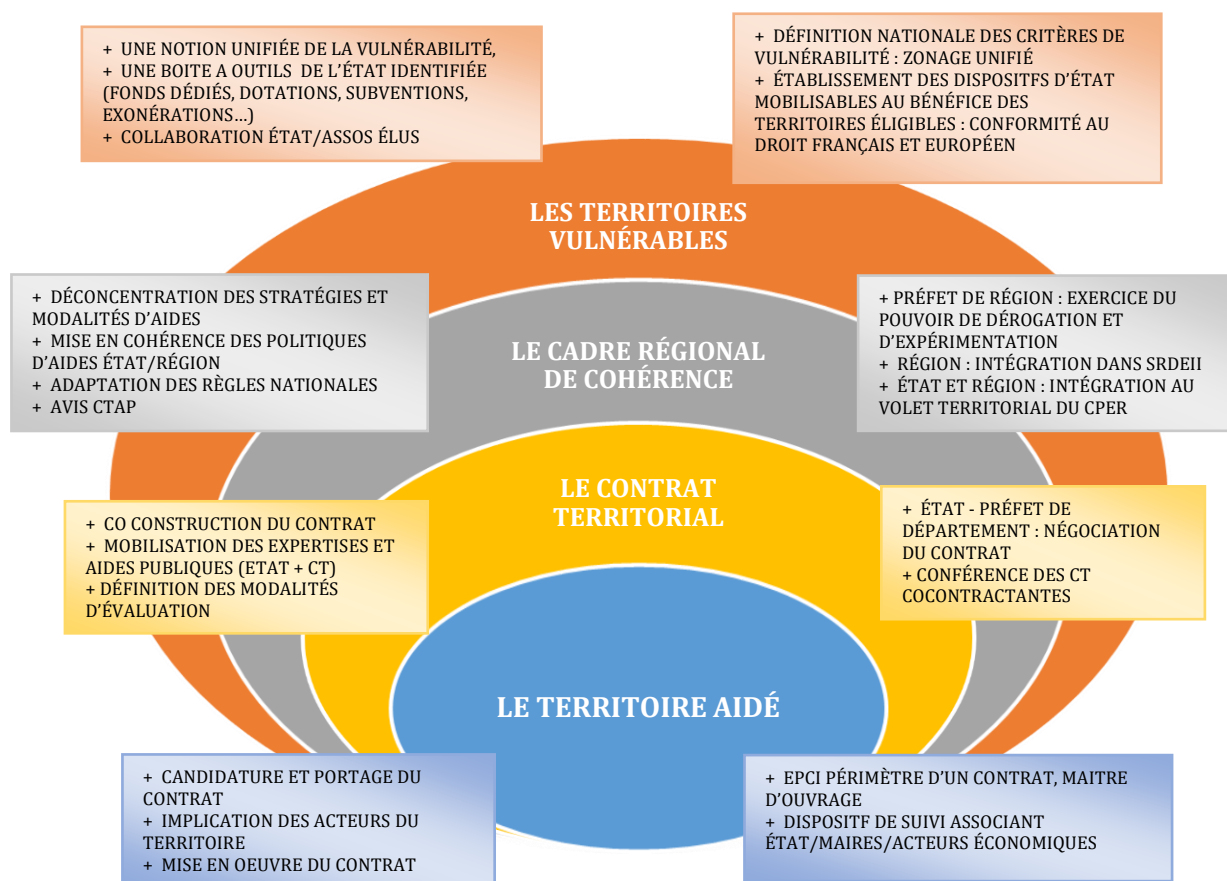 + UNE NOTION UNIFIÉE DE LA VULNÉRABILITÉ,
+ UNE BOITE A OUTILS DE L'ÉTAT IDENTIFIÉE
(FONDS DÉDIÉS, DOTATIONS, SUBVENTIONS,
EXONÉRATIONS...)
+ COLLABORATION ÉTAT/ASSOS ÉLUS
+ DÉFINITION NATIONALE DES CRITÈRES DE
VULNÉRABILITÉ : ZONAGE UNIFIÉ
+ ÉTABLISSEMENT DES DISPOSITFS D'ÉTAT
MOBILISABLES AU BÉNÉFICE DES
TERRITOIRES ÉLIGIBLES : CONFORMITÉ AU
DROIT FRANÇAIS ET EUROPÉEN
LES TERRITOIRES
VULNÉRABLES
+ DÉCONCENTRATION DES STRATÉGIES ET
MODALITÉS D'AIDES
+ MISE EN COHÉRENCE DES POLITIQUES
D'AIDES ÉTAT/RÉGION
+ ADAPTATION DES RÈGLES NATIONALES
+ AVIS CTAP
LE CADRE RÉGIONAL
DE COHÉRENCE
+ PRÉFET DE RÉGION : EXERCICE DU
POUVOIR DE DÉROGATION ET
D'EXPÉRIMENTATION
+ RÉGION : INTÉGRATION DANS SRDEII
+ ÉTAT ET RÉGION : INTÉGRATION AU
VOLET TERRITORIAL DU CPER
LE CONTRAT
TERRITORIAL
+ CO CONSTRUCTION DU CONTRAT
+ MOBILISATION DES EXPERTISES ET
AIDES PUBLIQUES (ETAT + CT)
+ DÉFINITION DES MODALITÉS
D'ÉVALUATION
+ ÉTAT - PRÉFET DE
DÉPARTEMENT : NÉGOCIATION
DU CONTRAT
+ CONFÉRENCE DES CT
COCONTRACTANTES
LE TERRITOIRE AIDÉ
+ CANDIDATURE ET PORTAGE DU
CONTRAT
+ IMPLICATION DES ACTEURS DU
TERRITOIRE
+ MISE EN OEUVRE DU CONTRAT
+ EPCI PÉRIMÈTRE D'UN CONTRAT, MAITRE
D'OUVRAGE
+ DISPOSITF DE SUIVI ASSOCIANT
ÉTAT/MAIRES/ACTEURS ÉCONOMIQUES